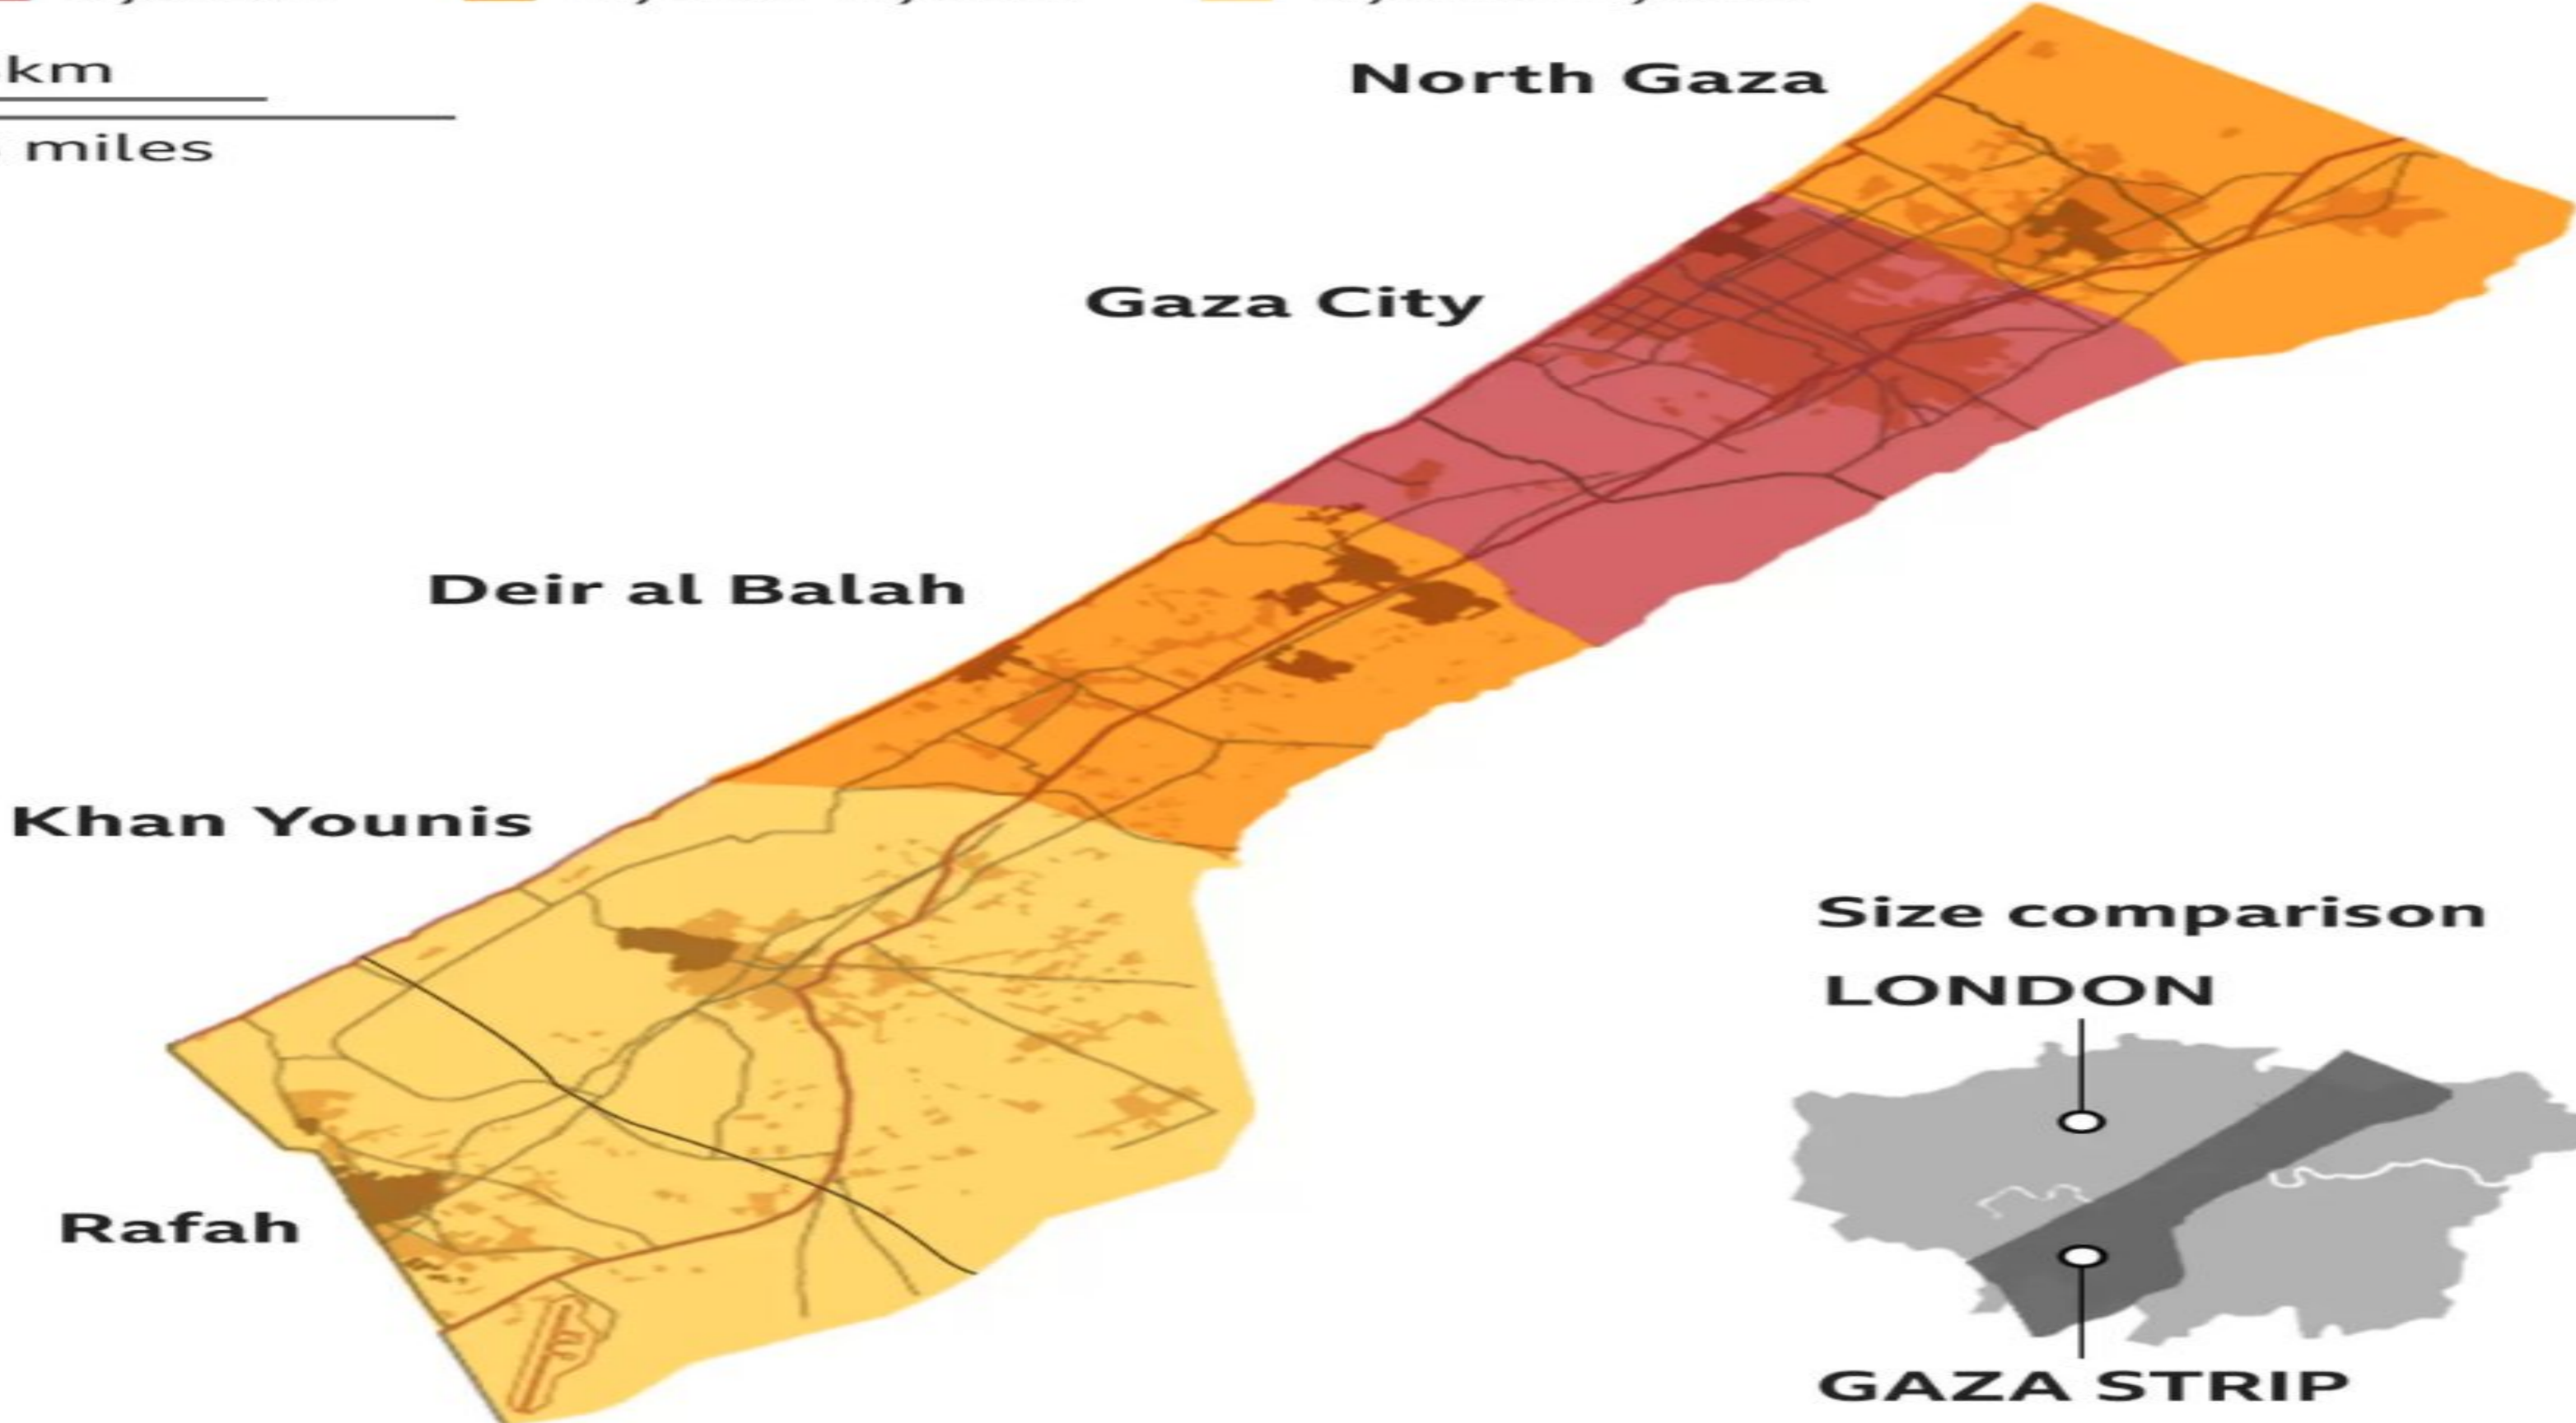 km
miles
North Gaza
Gaza City
Deir al Balah
Khan Younis
Rafah
Size comparison
LONDON
GAZA STRIP